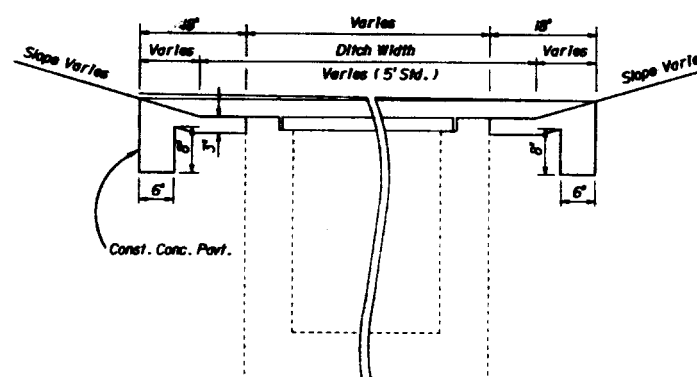 18" Varies 18"
Varies Ditch Width Varies
Slope Varies Varies ( 5' Std. ) Slope Varies
8" 3" 8"
6" 6"
Const. Conc. Pavt.